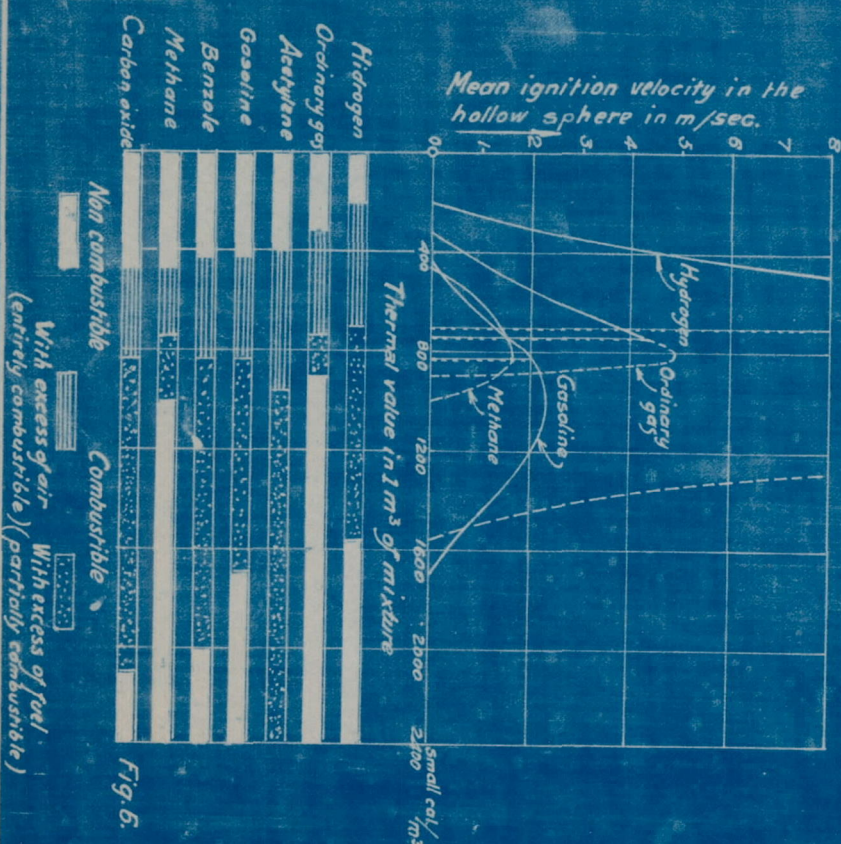 Mean ignition velocity in the
hollow sphere in m/sec.
0 1 2 3 4 5 6 7 8
Hydrogen
Ordinary
gas
Gasoline
Methane
0 400 800 1200 1600 2000 2400
Small cal/m³
Thermal value in 1 m³ of mixture
Hidrogen
Ordinary gas
Acetylene
Gasoline
Benzole
Methane
Carbon oxide
Non combustible
Combustible
With excess of air
(entirely combustible)
With excess of fuel
(partially combustible)
Fig. 6.